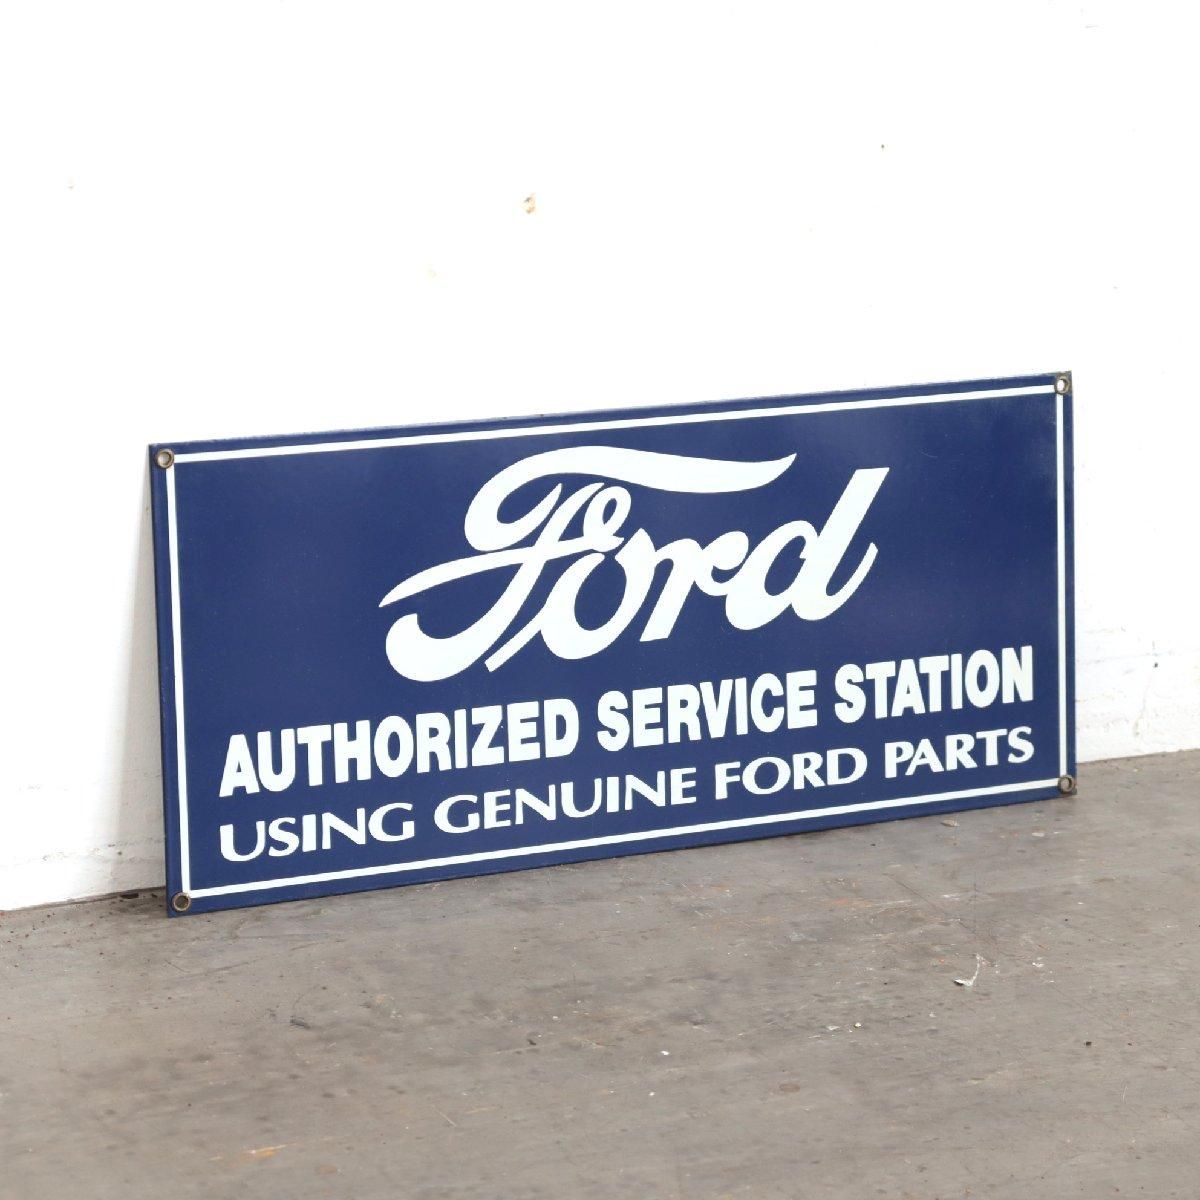 Ford
AUTHORIZED SERVICE STATION
USING GENUINE FORD PARTS